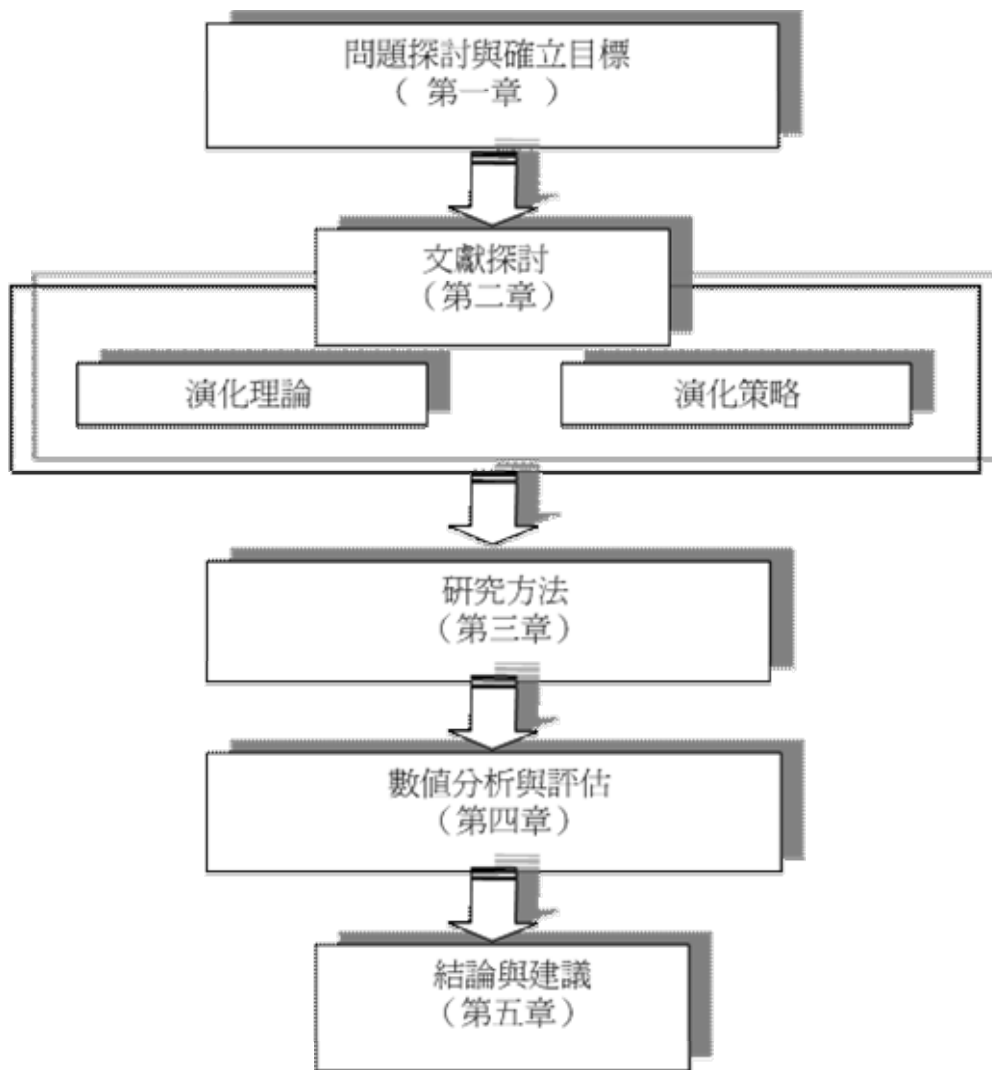 問題探討與確立目標
（ 第一章 ）
文獻探討
（第二章）
演化理論
演化策略
研究方法
（第三章）
數值分析與評估
（第四章）
結論與建議
（第五章）